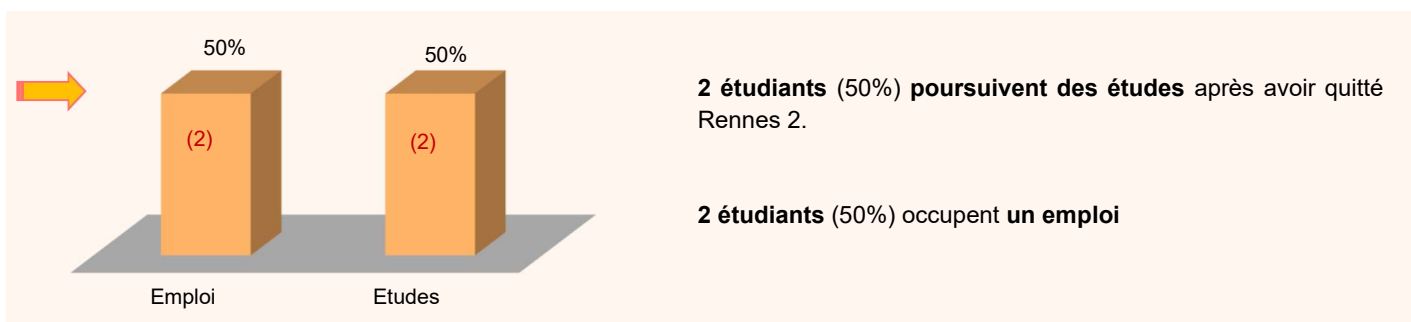 50%
50%
(2)
(2)
Emploi
Etudes
2 étudiants (50%) poursuivent des études après avoir quitté
Rennes 2.
2 étudiants (50%) occupent un emploi